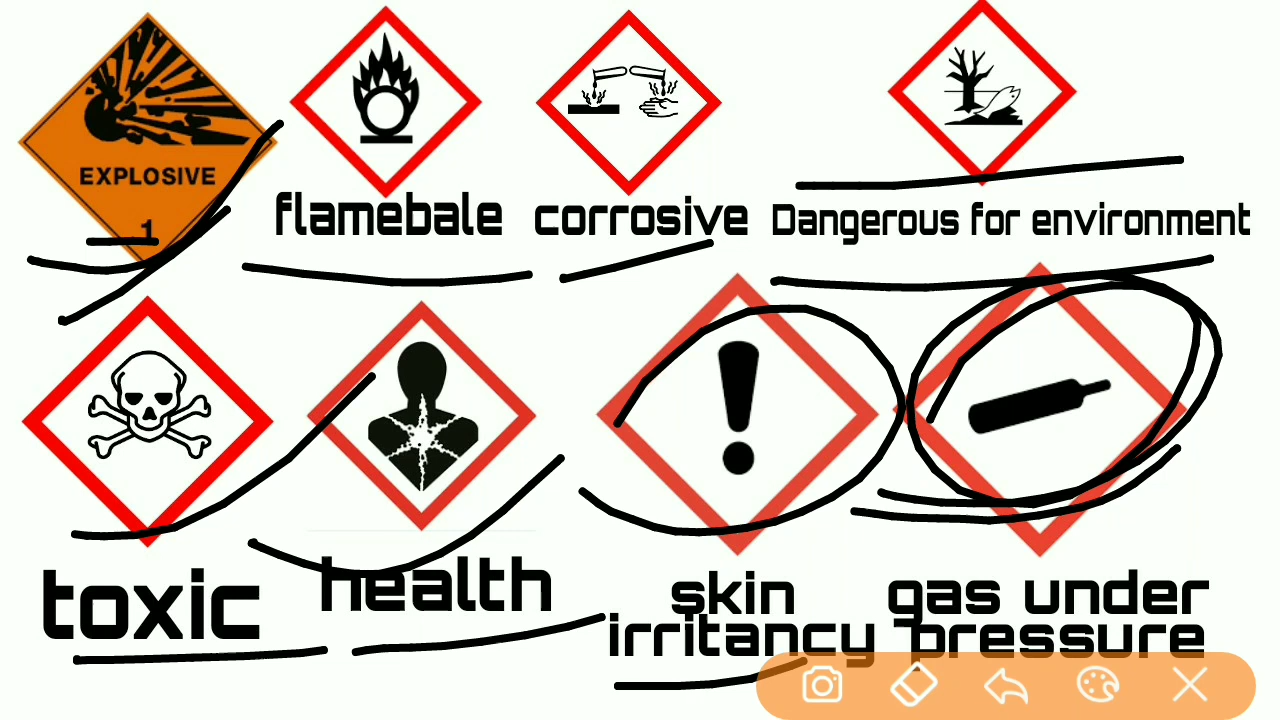 EXPLOSIVE
1
flamebale
corrosive
Dangerous for environment
toxic
health
skin
irritancy
gas under
pressure